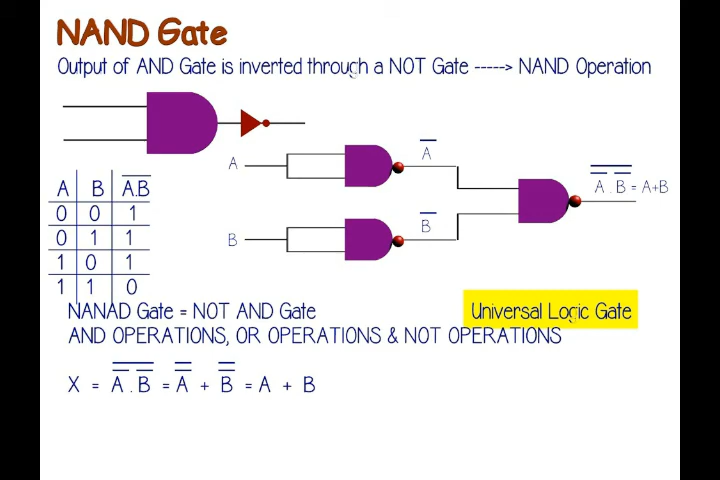 NAND Gate
Output of AND Gate is inverted through a NOT Gate -----> NAND Operation
A
A̅
A̿.̿B̿ = A+B
B
B̅
A B A̅.̅B̅
0 0 1
0 1 1
1 0 1
1 1 0
NANAD Gate = NOT AND Gate
Universal Logic Gate
AND OPERATIONS, OR OPERATIONS & NOT OPERATIONS
X = A̿ . B̿ = A̿ + B̿ = A + B